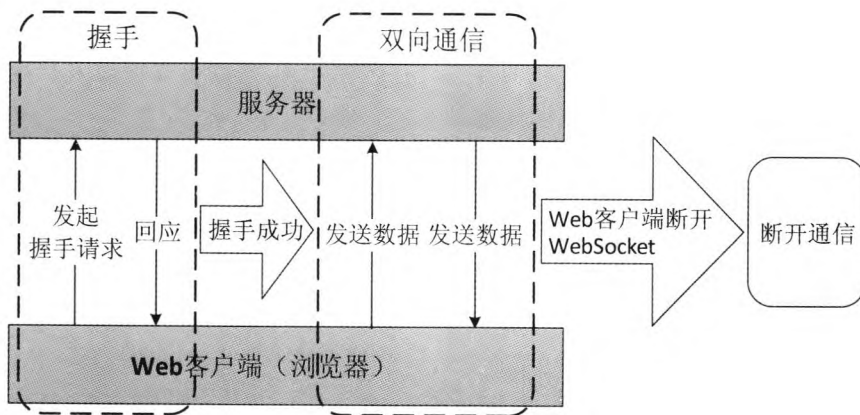 握手
双向通信
服务器
发起
握手请求
回应
握手成功
发送数据
发送数据
Web客户端断开
WebSocket
断开通信
Web客户端（浏览器）